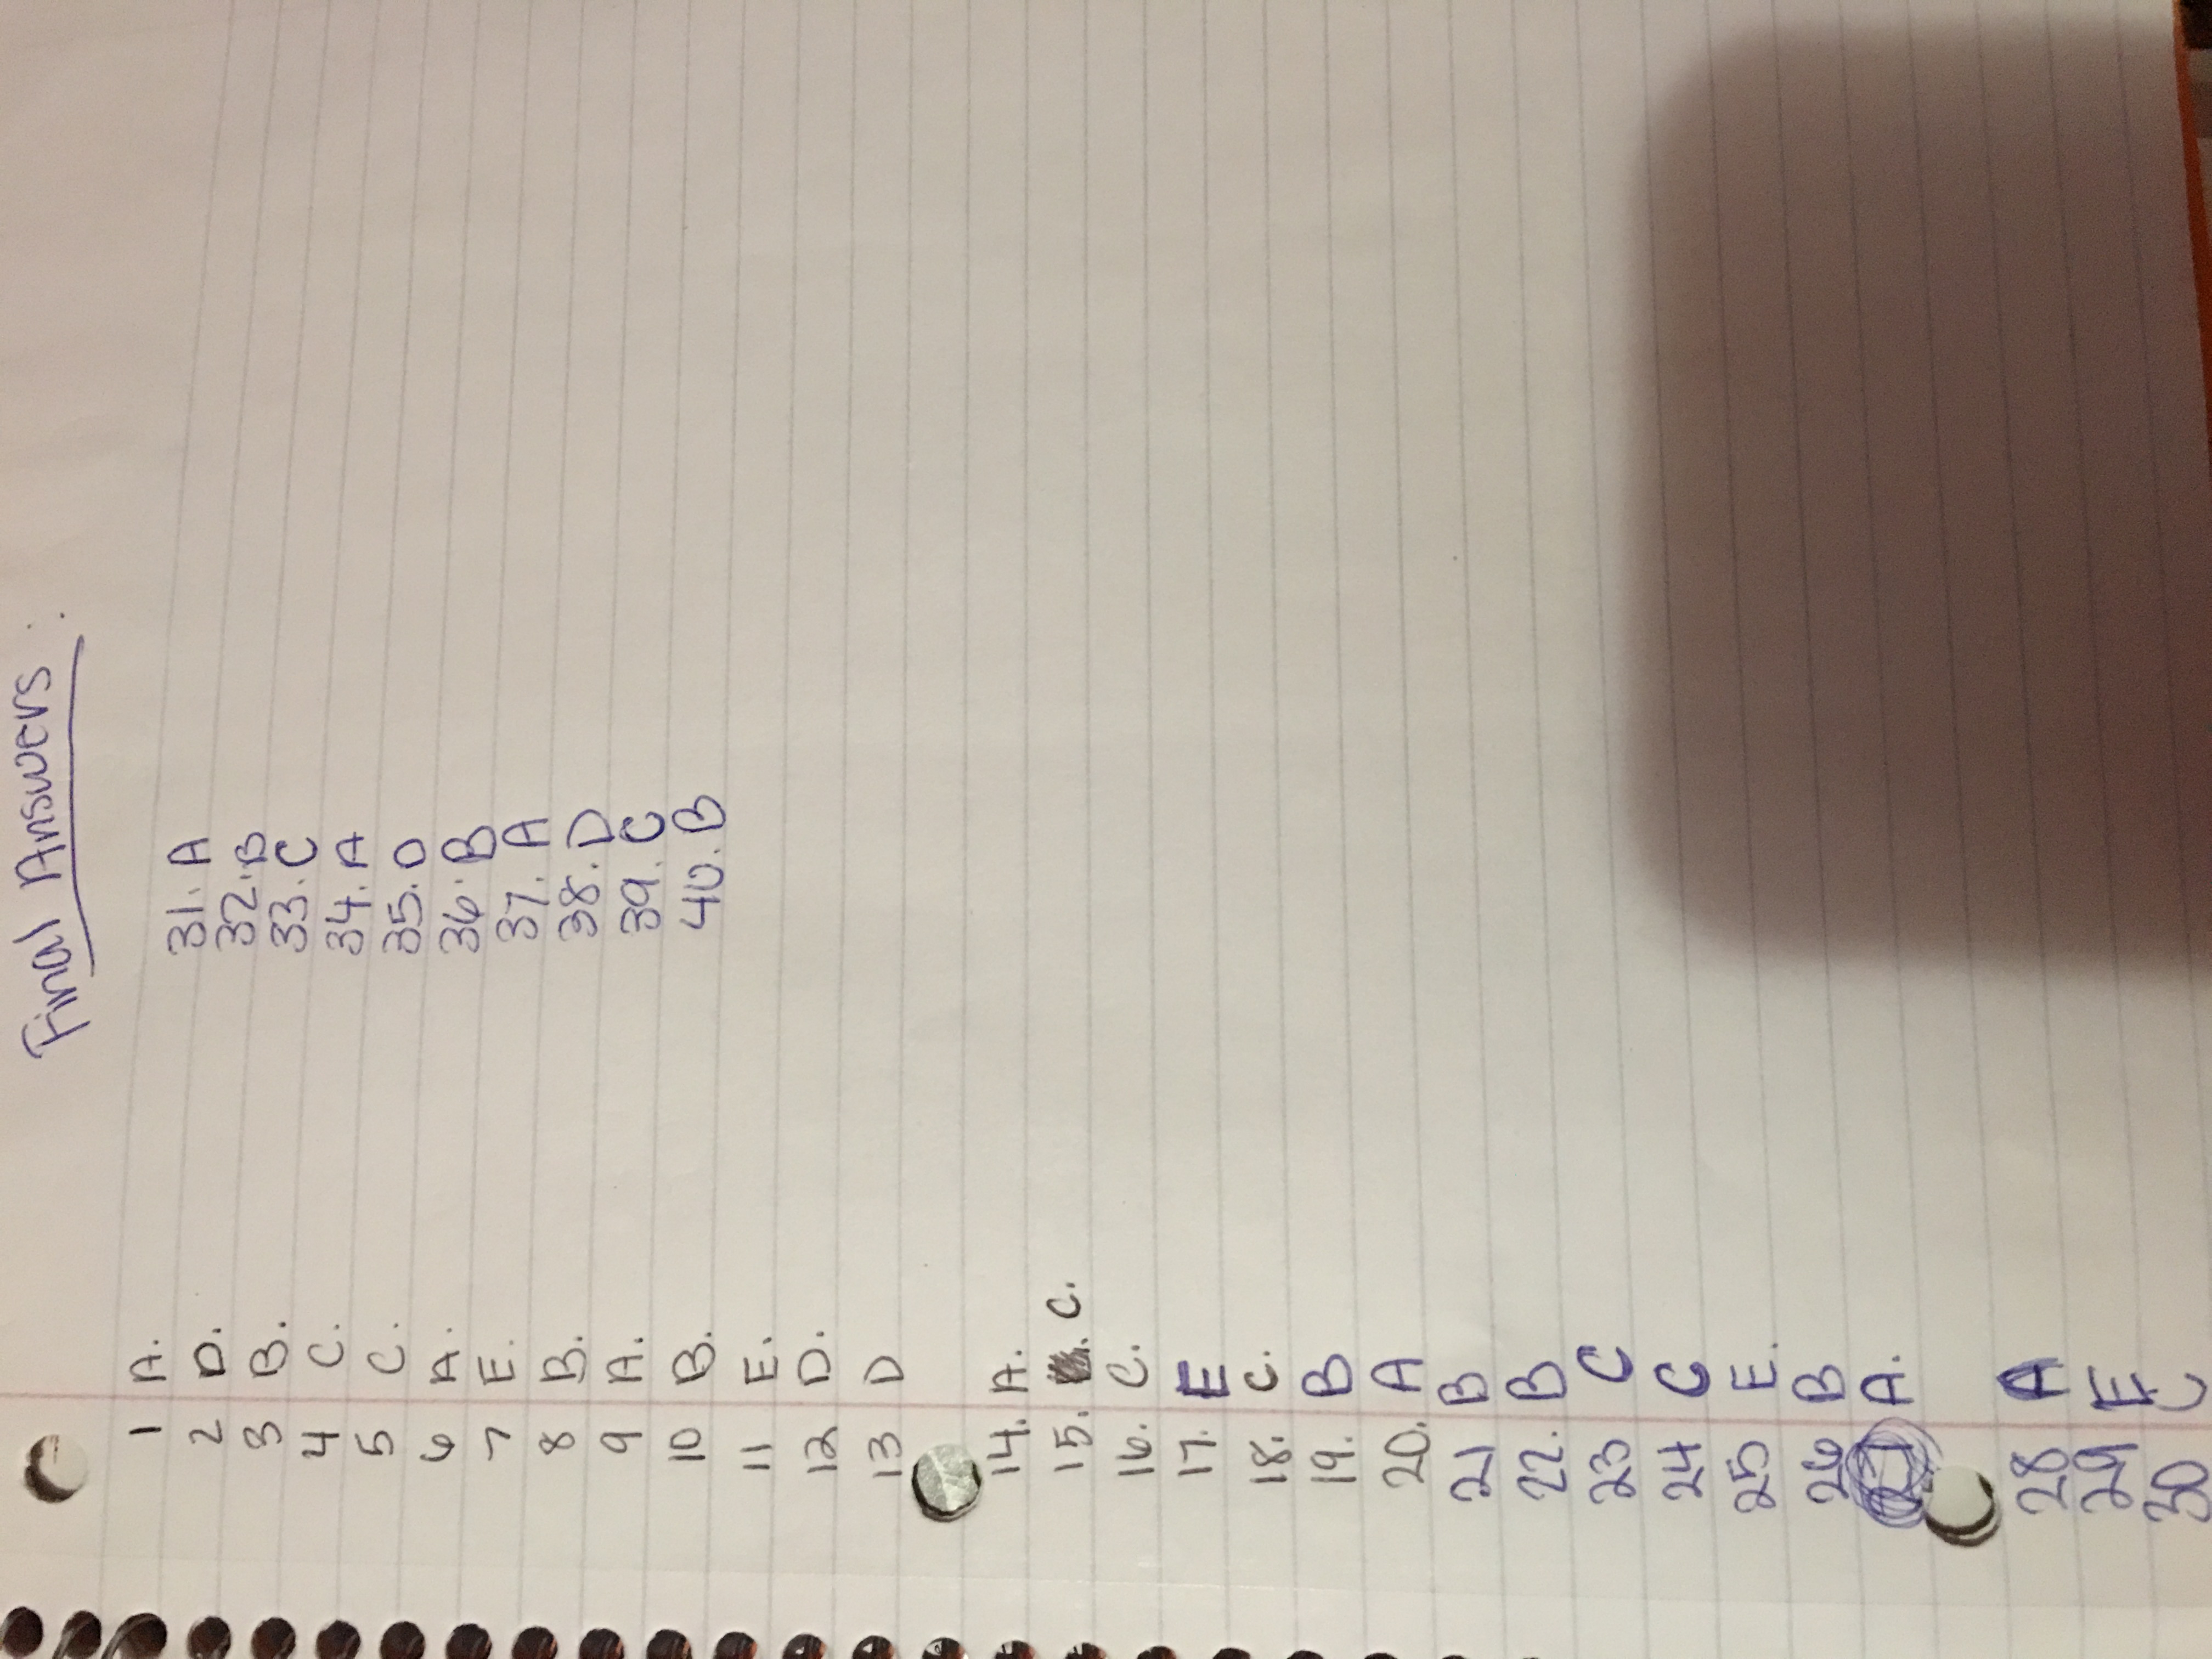 Final Answers:
1 A.
2 D.
3 B.
4 C.
5 C.
6 A.
7 E.
8 B.
9 A.
10 B.
11 E.
12 D.
13 D
14. A.
15. C.
16. C.
17. E
18. C.
19. B
20. A
21 B
22. B
23 C
24 C
25 E.
26 B
A.
28 A
29 E
30 C
31. A
32. B
33. C
34. A
35. D
36. B
37. A
38. D
39. C
40. B